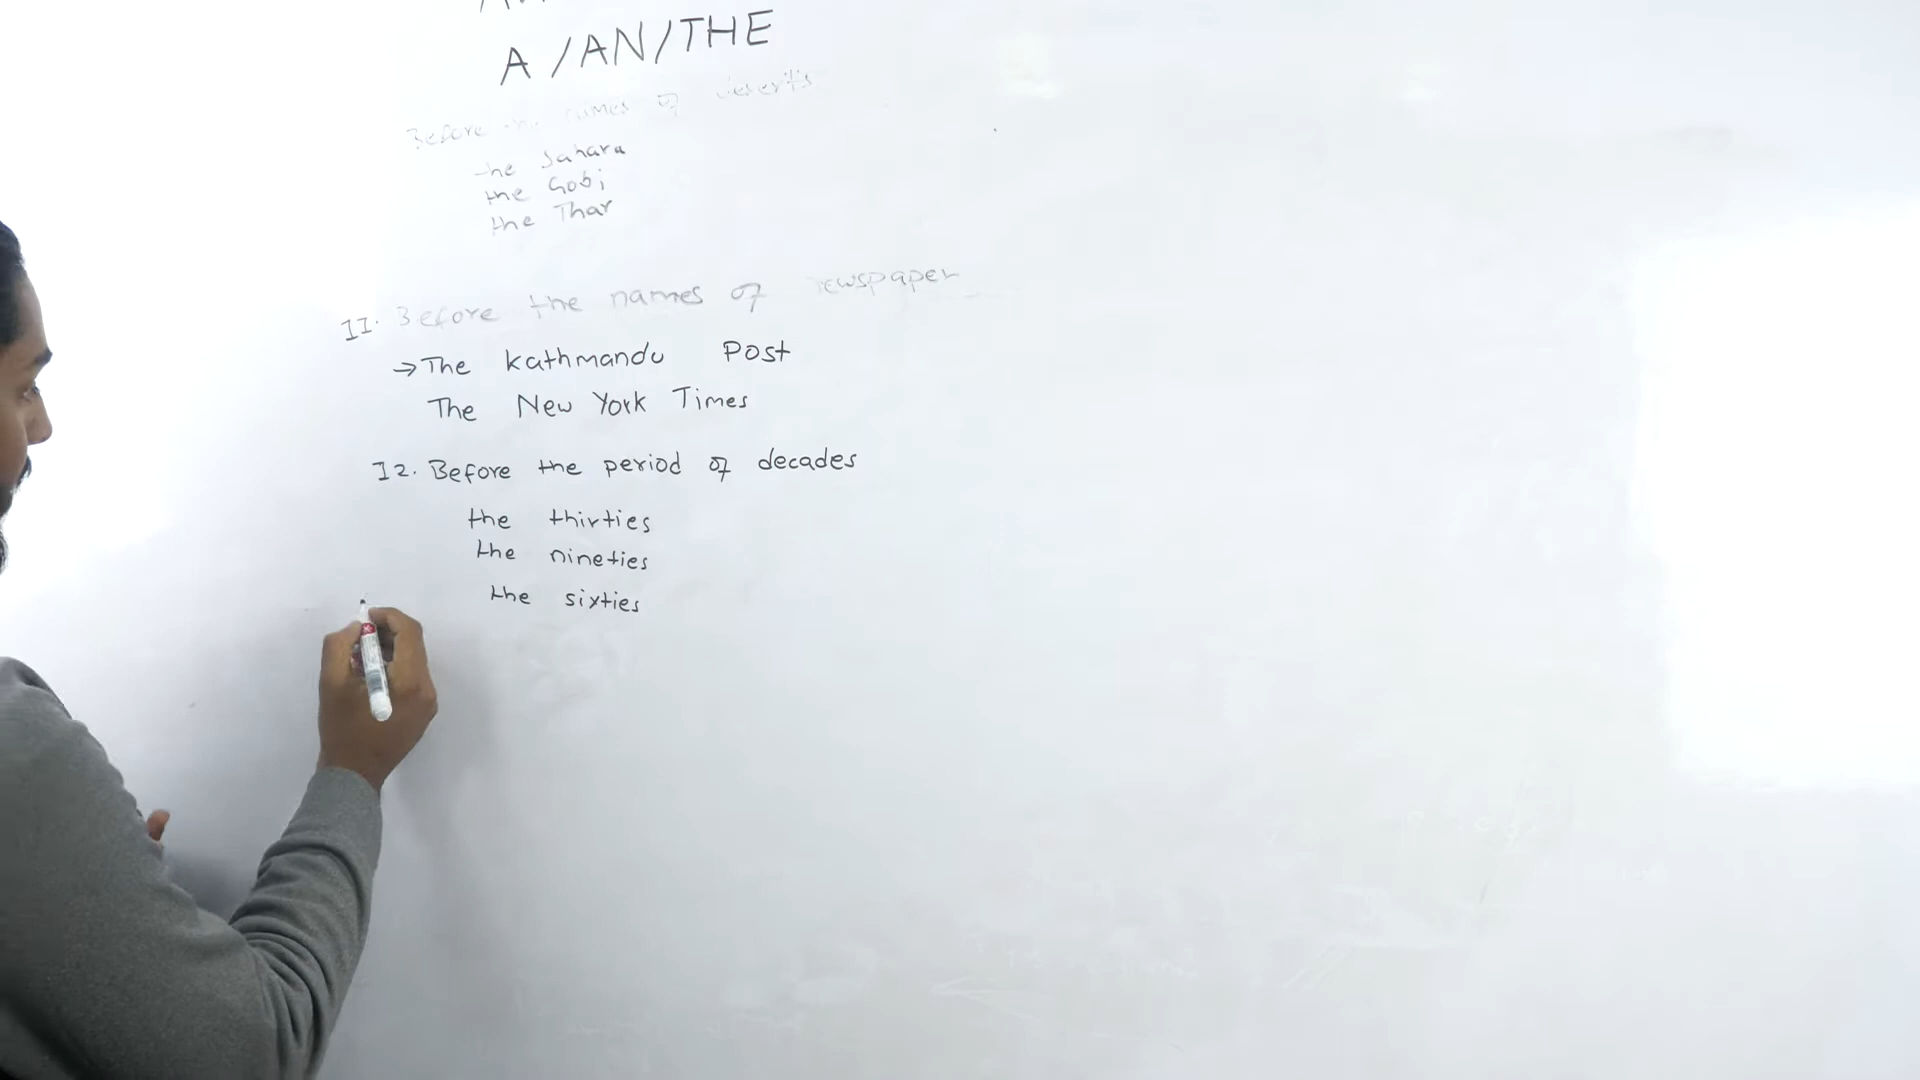 A/AN/THE
Before the names of deserts
the Sahara
the Gobi
the Thar
11. Before the names of newspaper
→ The Kathmandu Post
The New York Times
12. Before the period of decades
the thirties
the nineties
the sixties